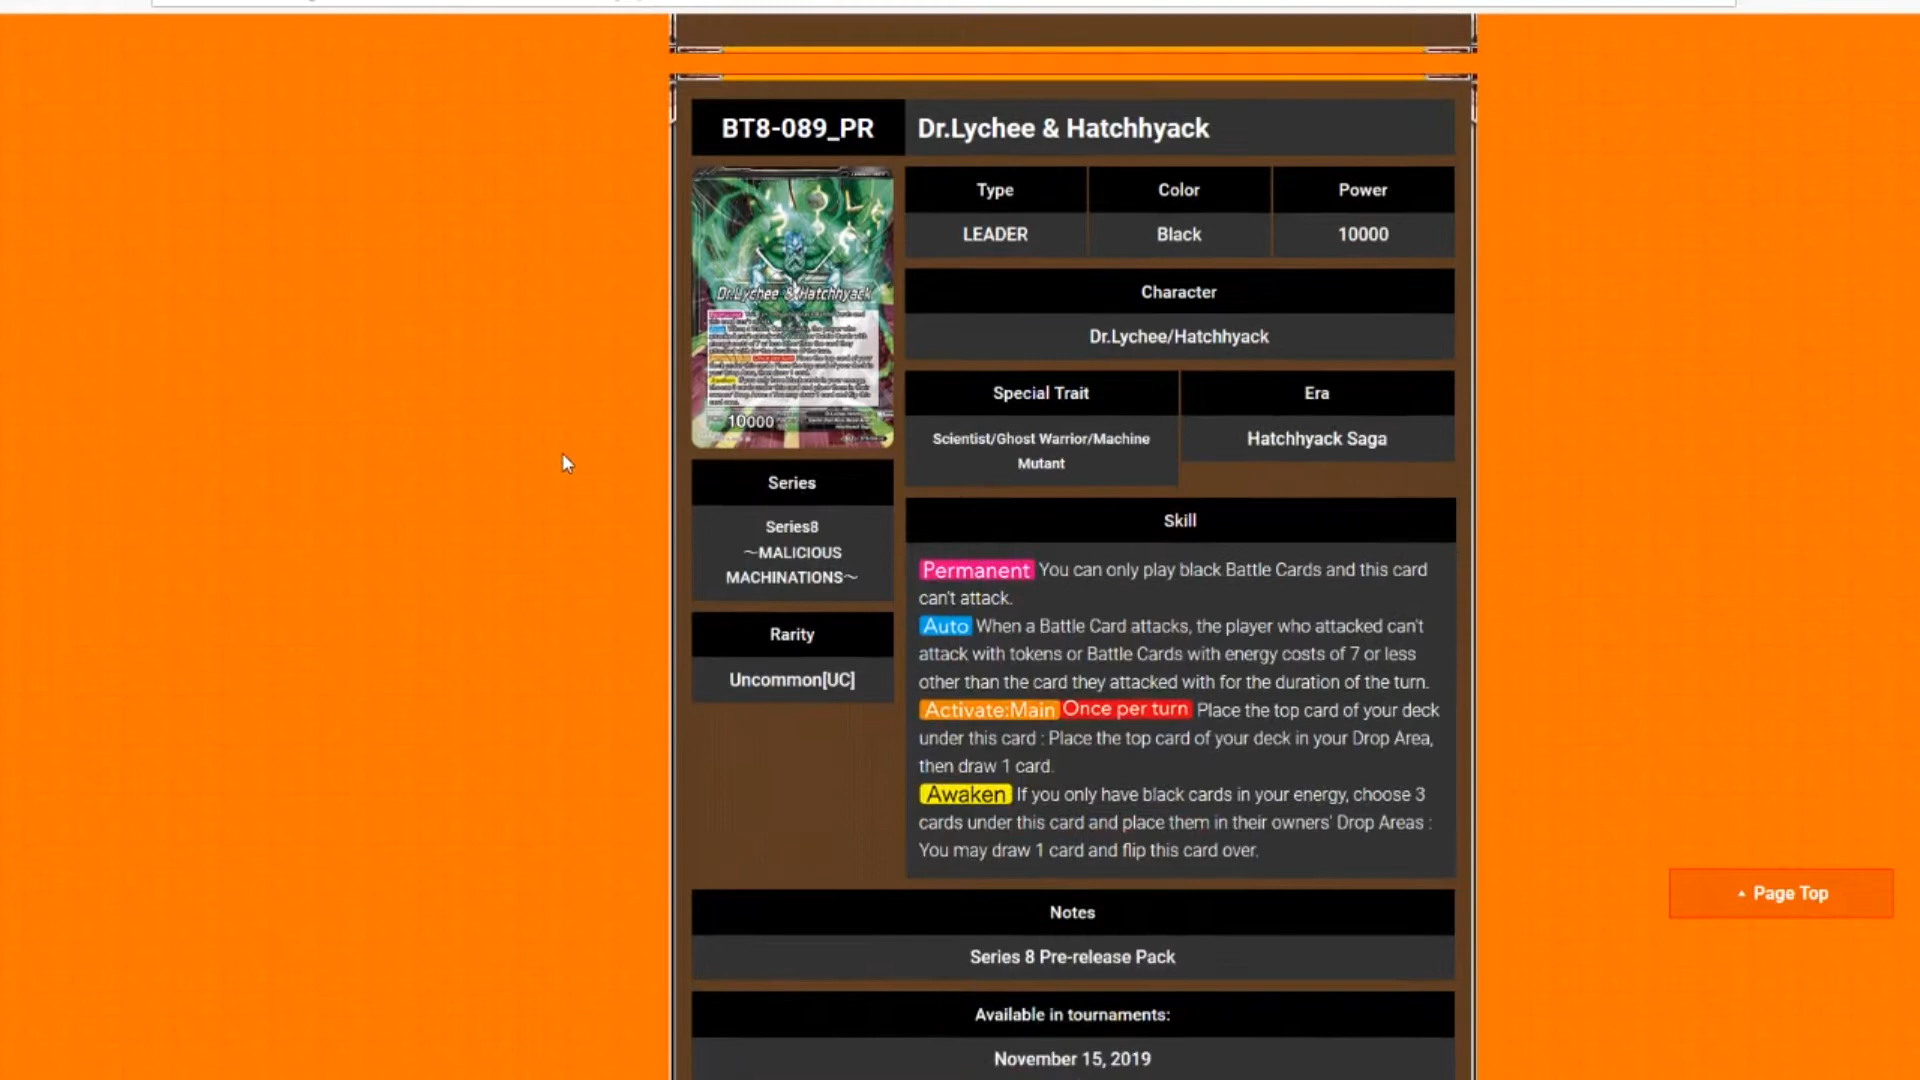 BT8-089_PR
Dr.Lychee & Hatchhyack
Type
Color
Power
LEADER
Black
10000
Character
Dr.Lychee/Hatchhyack
Special Trait
Era
Scientist/Ghost Warrior/Machine
Mutant
Hatchhyack Saga
Dr.Lychee & Hatchhyack
10000
Series
Series8
～MALICIOUS
MACHINATIONS～
Rarity
Uncommon[UC]
Skill
Permanent You can only play black Battle Cards and this card
can't attack.
Auto When a Battle Card attacks, the player who attacked can't
attack with tokens or Battle Cards with energy costs of 7 or less
other than the card they attacked with for the duration of the turn.
Activate:Main Once per turn Place the top card of your deck
under this card : Place the top card of your deck in your Drop Area,
then draw 1 card.
Awaken If you only have black cards in your energy, choose 3
cards under this card and place them in their owners' Drop Areas :
You may draw 1 card and flip this card over.
Notes
Series 8 Pre-release Pack
Available in tournaments:
November 15, 2019
Page Top